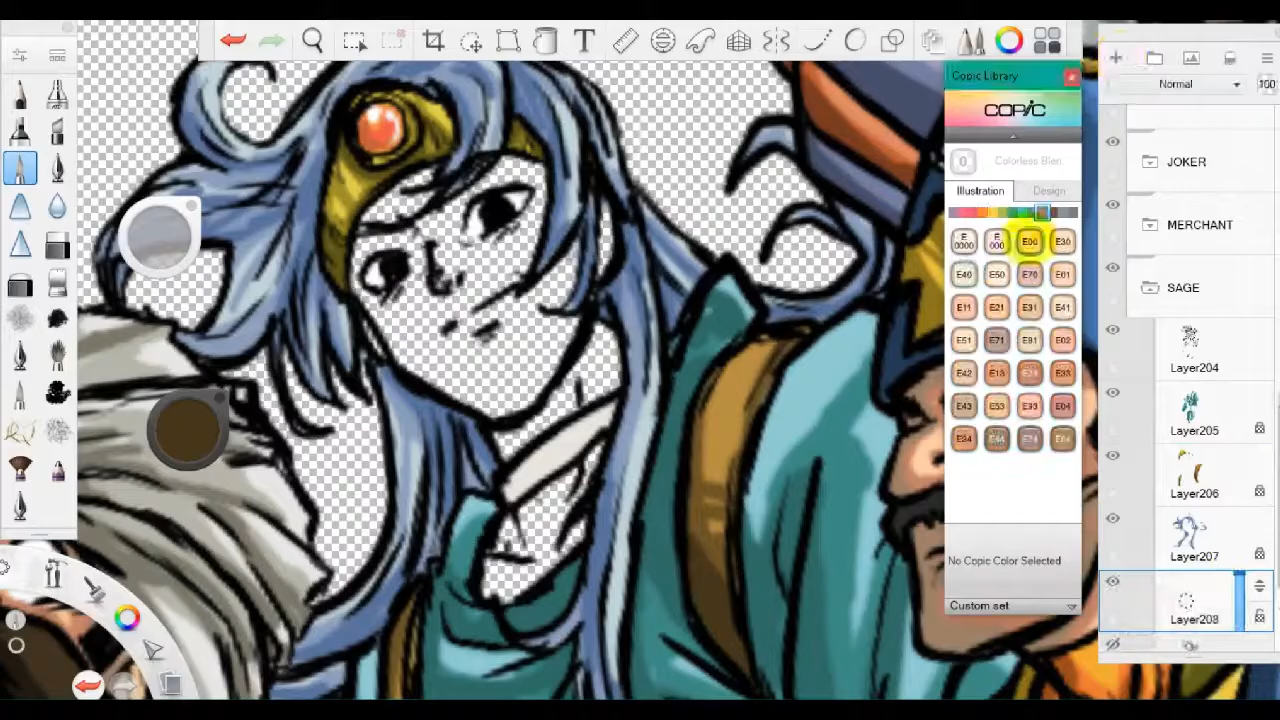 T
Copic Library
COPIC
0 Colorless Blen
Illustration Design
E0000 E000 E00 E30
E40 E50 E70 E01
E11 E21 E31 E41
E51 E71 E81 E02
E42 E13 E33
E43 E53 E93 E04
E34 E44 E74
No Copic Color Selected
Custom set
Normal 100
JOKER
MERCHANT
SAGE
Layer204
Layer205
Layer206
Layer207
Layer208